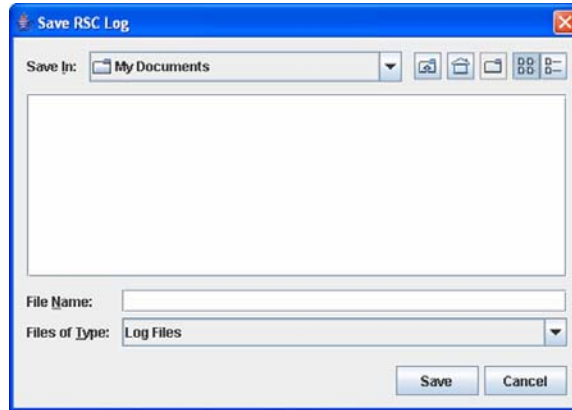 Save RSC Log
Save In: My Documents
File Name:
Files of Type: Log Files
Save Cancel